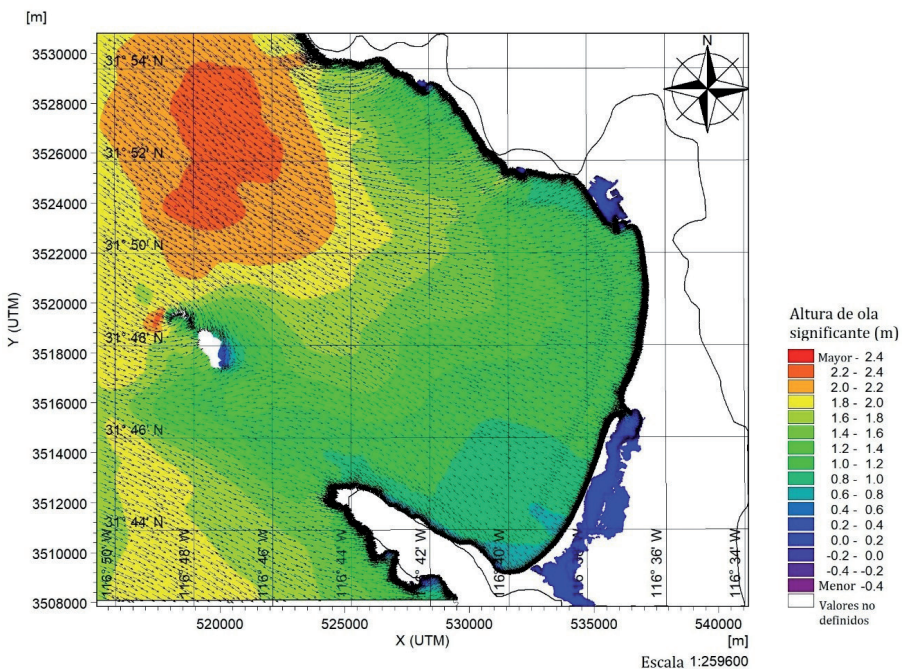 [m]
3530000
3528000
3526000
3524000
3522000
3520000
3518000
3516000
3514000
3512000
3510000
3508000
Y (UTM)
31° 54' N
31° 52' N
31° 50' N
31° 48' N
31° 46' N
31° 44' N
116° 50' W
116° 48' W
116° 46' W
116° 44' W
116° 42' W
116° 36' W
116° 34' W
N
520000
525000
530000
535000
540000
X (UTM)
[m]
Escala 1:259600
Altura de ola
significante (m)
Mayor - 2.4
2.2 - 2.4
2.0 - 2.2
1.8 - 2.0
1.6 - 1.8
1.4 - 1.6
1.2 - 1.4
1.0 - 1.2
0.8 - 1.0
0.6 - 0.8
0.4 - 0.6
0.2 - 0.4
0.0 - 0.2
-0.2 - 0.0
-0.4 - -0.2
Menor -0.4
Valores no
definidos